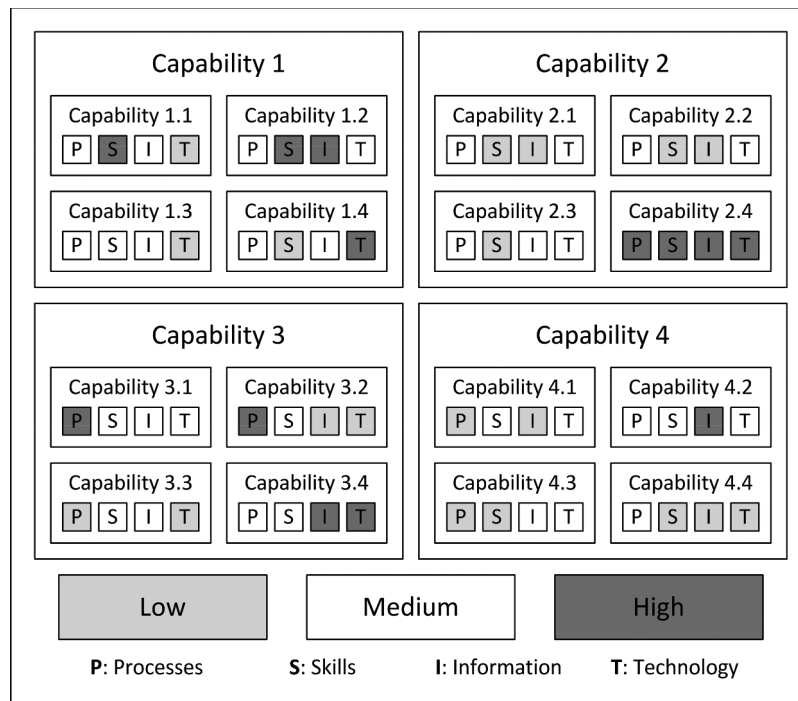 Capability 1
Capability 1.1
P S I T
Capability 1.2
P S I T
Capability 1.3
P S I T
Capability 1.4
P S I T
Capability 2
Capability 2.1
P S I T
Capability 2.2
P S I T
Capability 2.3
P S I T
Capability 2.4
P S I T
Capability 3
Capability 3.1
P S I T
Capability 3.2
P S I T
Capability 3.3
P S I T
Capability 3.4
P S I T
Capability 4
Capability 4.1
P S I T
Capability 4.2
P S I T
Capability 4.3
P S I T
Capability 4.4
P S I T
Low
Medium
High
P: Processes
S: Skills
I: Information
T: Technology